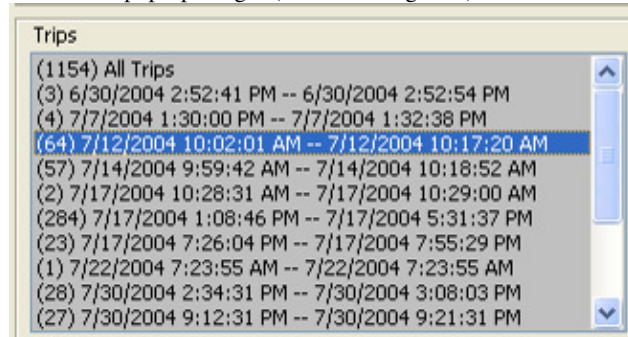 Trips
(1154) All Trips
(3) 6/30/2004 2:52:41 PM -- 6/30/2004 2:52:54 PM
(4) 7/7/2004 1:30:00 PM -- 7/7/2004 1:32:38 PM
(64) 7/12/2004 10:02:01 AM -- 7/12/2004 10:17:20 AM
(57) 7/14/2004 9:59:42 AM -- 7/14/2004 10:18:52 AM
(2) 7/17/2004 10:28:31 AM -- 7/17/2004 10:29:00 AM
(284) 7/17/2004 1:08:46 PM -- 7/17/2004 5:31:37 PM
(23) 7/17/2004 7:26:04 PM -- 7/17/2004 7:55:29 PM
(1) 7/22/2004 7:23:55 AM -- 7/22/2004 7:23:55 AM
(28) 7/30/2004 2:34:31 PM -- 7/30/2004 3:08:03 PM
(27) 7/30/2004 9:12:31 PM -- 7/30/2004 9:21:31 PM